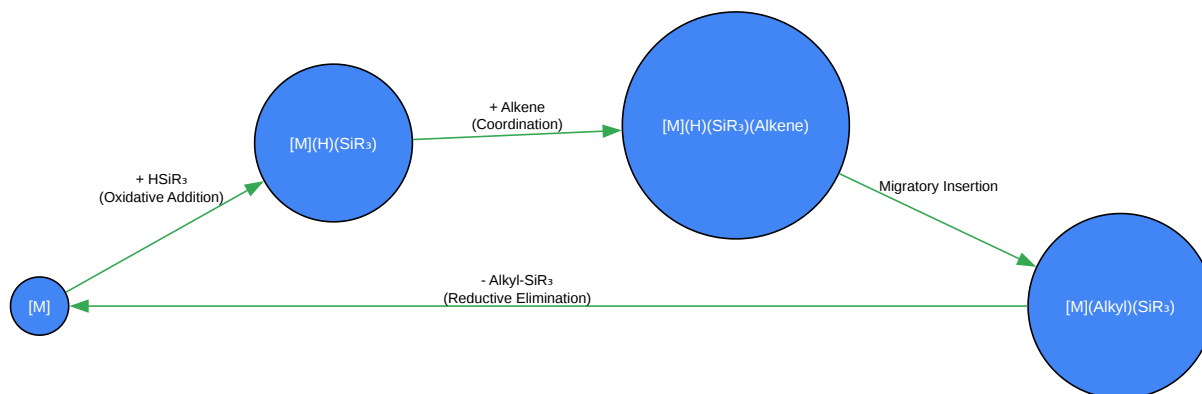 + Alkene
(Coordination)
[M](H)(SiR₃)(Alkene)
[M](H)(SiR₃)
+ HSiR₃
(Oxidative Addition)
Migratory Insertion
- Alkyl-SiR₃
(Reductive Elimination)
[M]
[M](Alkyl)(SiR₃)